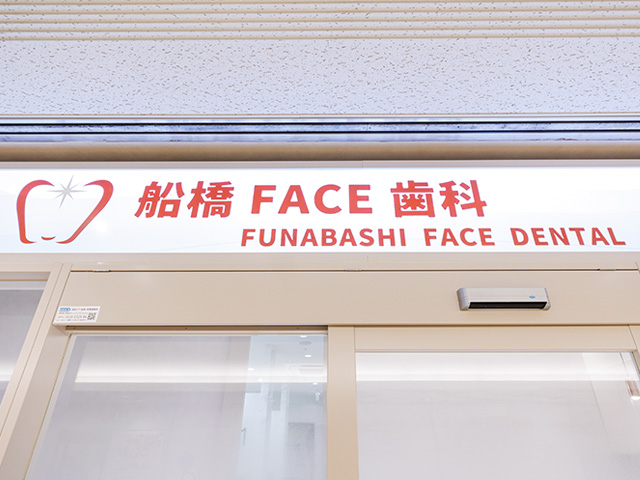 船橋 FACE 歯科
FUNABASHI FACE DENTAL